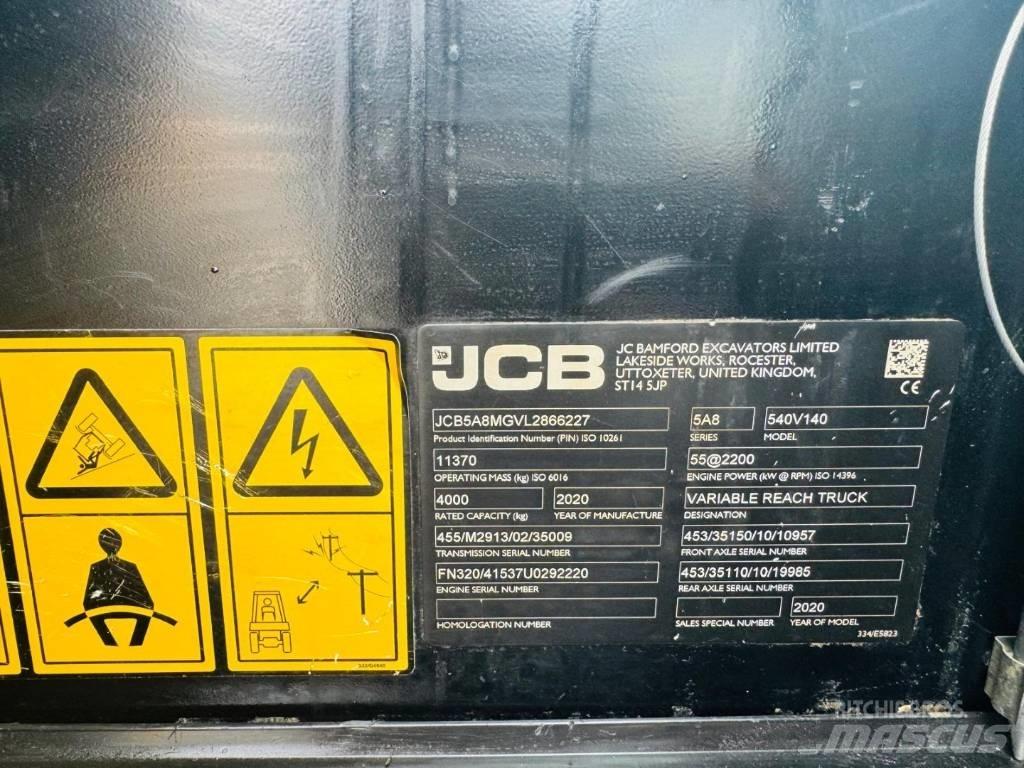 JCB
JC BAMFORD EXCAVATORS LIMITED
LAKESIDE WORKS, ROCESTER,
UTTOXETER, UNITED KINGDOM,
ST14 5JP
CE
JCB5A8MGVL2866227
Product Identification Number (PIN) ISO 10261
5A8
SERIES
540V140
MODEL
11370
OPERATING MASS (kg) ISO 6016
55@2200
ENGINE POWER (kW @ RPM) ISO 14396
4000
RATED CAPACITY (kg)
2020
YEAR OF MANUFACTURE
VARIABLE REACH TRUCK
DESIGNATION
455/M2913/02/35009
TRANSMISSION SERIAL NUMBER
453/35150/10/10957
FRONT AXLE SERIAL NUMBER
FN320/41537U0292220
ENGINE SERIAL NUMBER
453/35110/10/19985
REAR AXLE SERIAL NUMBER
HOMOLOGATION NUMBER
SALES SPECIAL NUMBER
2020
YEAR OF MODEL
334/E5823
RITCHIE BROS.
MASCUS